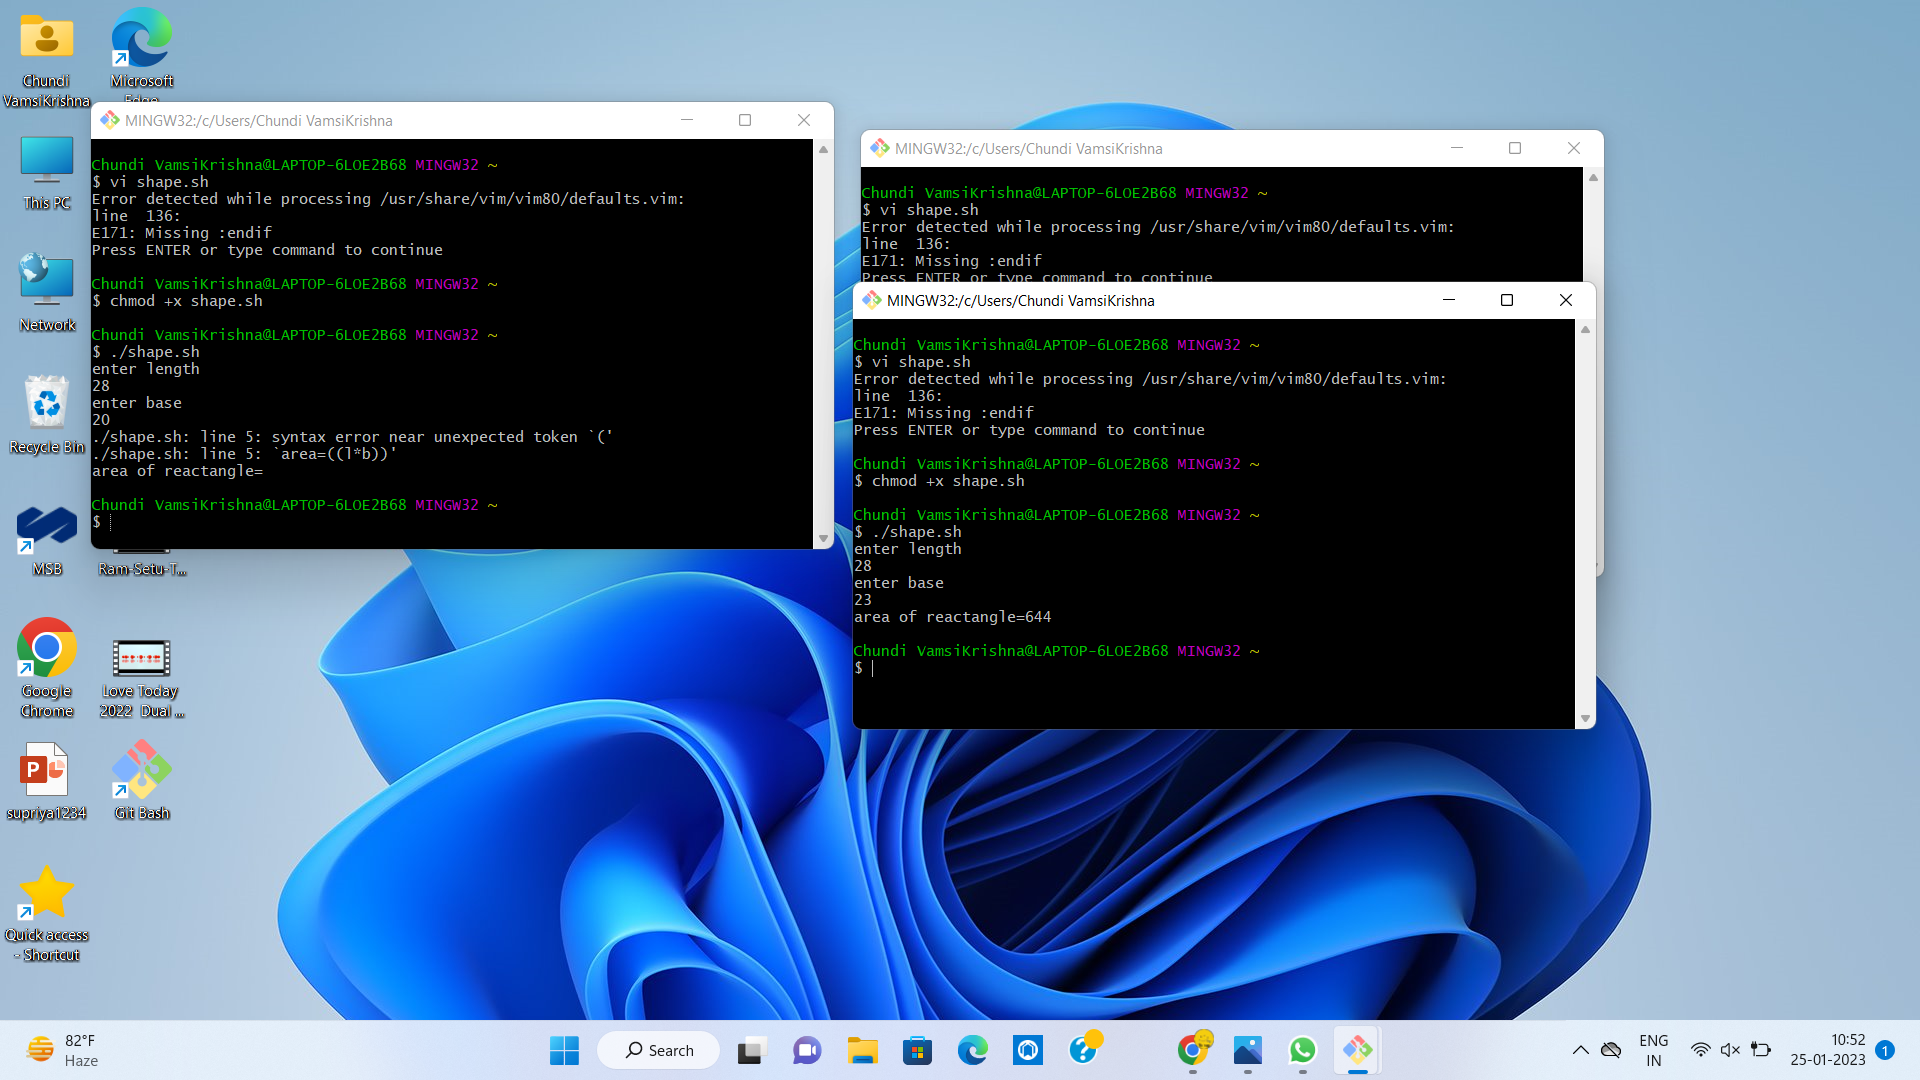 Chundi
VamsiKrishna
Microsoft
Edge
This PC
Network
Recycle Bin
MSB
Ram-Setu-T...
Google
Chrome
Love Today
2022 Dual ...
supriya1234
Git Bash
Quick access
- Shortcut
MINGW32:/c/Users/Chundi VamsiKrishna
Chundi VamsiKrishna@LAPTOP-6LOE2B68 MINGW32 ~
$ vi shape.sh
Error detected while processing /usr/share/vim/vim80/defaults.vim:
line  136:
E171: Missing :endif
Press ENTER or type command to continue
Chundi VamsiKrishna@LAPTOP-6LOE2B68 MINGW32 ~
$ chmod +x shape.sh
Chundi VamsiKrishna@LAPTOP-6LOE2B68 MINGW32 ~
$ ./shape.sh
enter length
28
enter base
20
./shape.sh: line 5: syntax error near unexpected token `('
./shape.sh: line 5: `area=((l*b))'
area of reactangle=
Chundi VamsiKrishna@LAPTOP-6LOE2B68 MINGW32 ~
$
MINGW32:/c/Users/Chundi VamsiKrishna
Chundi VamsiKrishna@LAPTOP-6LOE2B68 MINGW32 ~
$ vi shape.sh
Error detected while processing /usr/share/vim/vim80/defaults.vim:
line  136:
E171: Missing :endif
Press ENTER or type command to continue
MINGW32:/c/Users/Chundi VamsiKrishna
Chundi VamsiKrishna@LAPTOP-6LOE2B68 MINGW32 ~
$ vi shape.sh
Error detected while processing /usr/share/vim/vim80/defaults.vim:
line  136:
E171: Missing :endif
Press ENTER or type command to continue
Chundi VamsiKrishna@LAPTOP-6LOE2B68 MINGW32 ~
$ chmod +x shape.sh
Chundi VamsiKrishna@LAPTOP-6LOE2B68 MINGW32 ~
$ ./shape.sh
enter length
28
enter base
23
area of reactangle=644
Chundi VamsiKrishna@LAPTOP-6LOE2B68 MINGW32 ~
$
82°F
Haze
Search
ENG
IN
10:52
25-01-2023
1